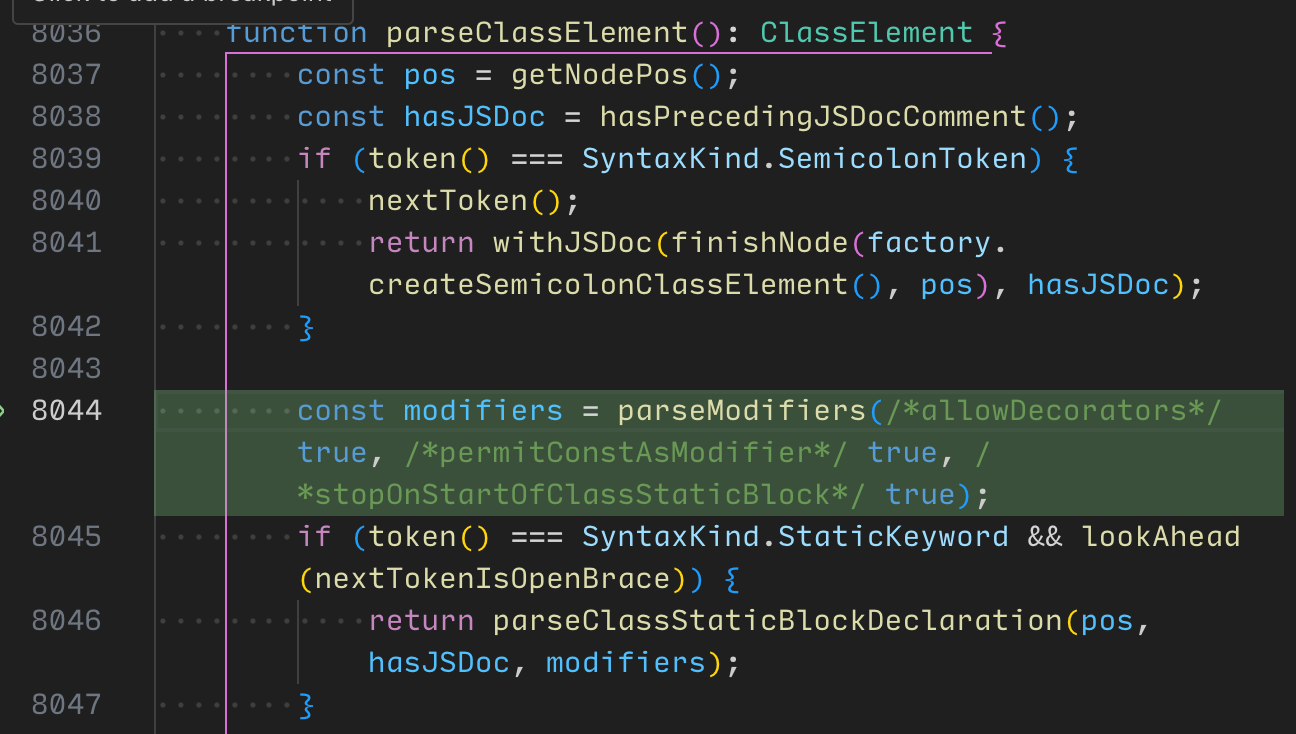 Click to add a breakpoint
8036 function parseClassElement(): ClassElement {
8037 const pos = getNodePos();
8038 const hasJSDoc = hasPrecedingJSDocComment();
8039 if (token() === SyntaxKind.SemicolonToken) {
8040 nextToken();
8041 return withJSDoc(finishNode(factory.
createSemicolonClassElement(), pos), hasJSDoc);
8042 }
8043
8044 const modifiers = parseModifiers(/*allowDecorators*/
true, /*permitConstAsModifier*/ true, /
*stopOnStartOfClassStaticBlock*/ true);
8045 if (token() === SyntaxKind.StaticKeyword && lookAhead
(nextTokenIsOpenBrace)) {
8046 return parseClassStaticBlockDeclaration(pos,
hasJSDoc, modifiers);
8047 }